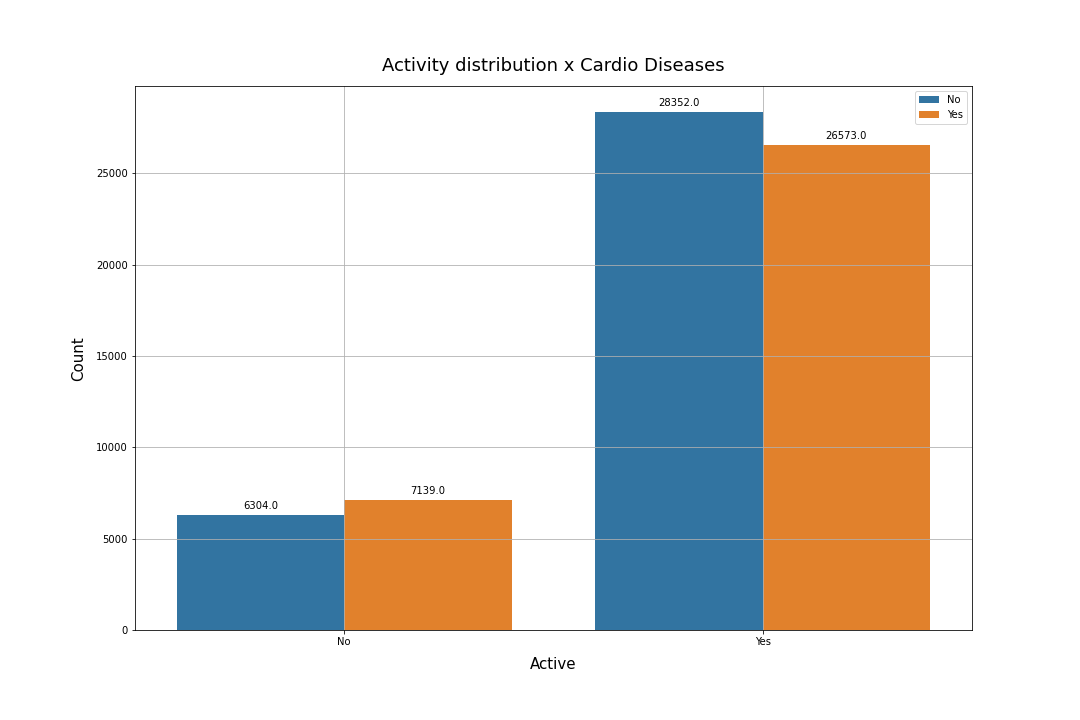 Activity distribution x Cardio Diseases
No
Yes
28352.0
26573.0
25000
20000
15000
10000
7139.0
6304.0
5000
0
Count
No
Yes
Active